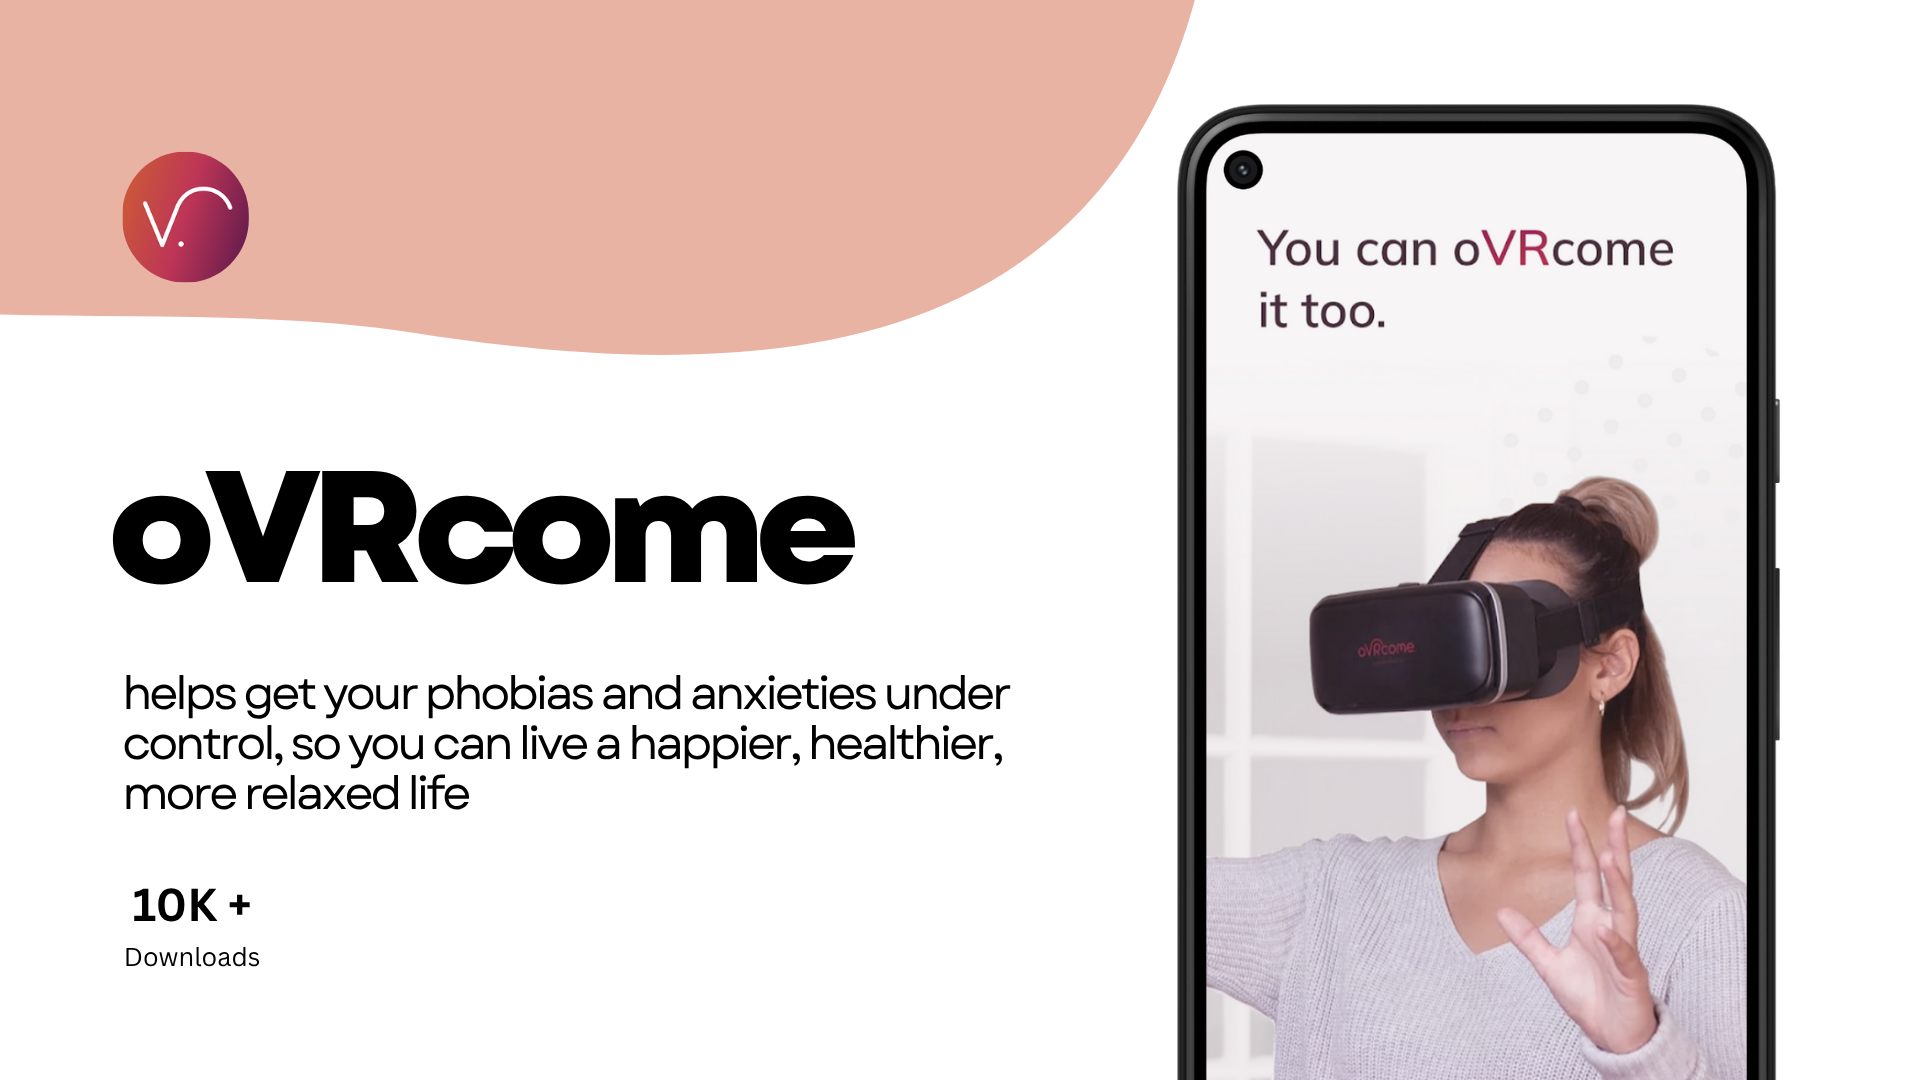 oVRcome
helps get your phobias and anxieties under
control, so you can live a happier, healthier,
more relaxed life
10K +
Downloads
You can oVRcome
it too.
oVRcome